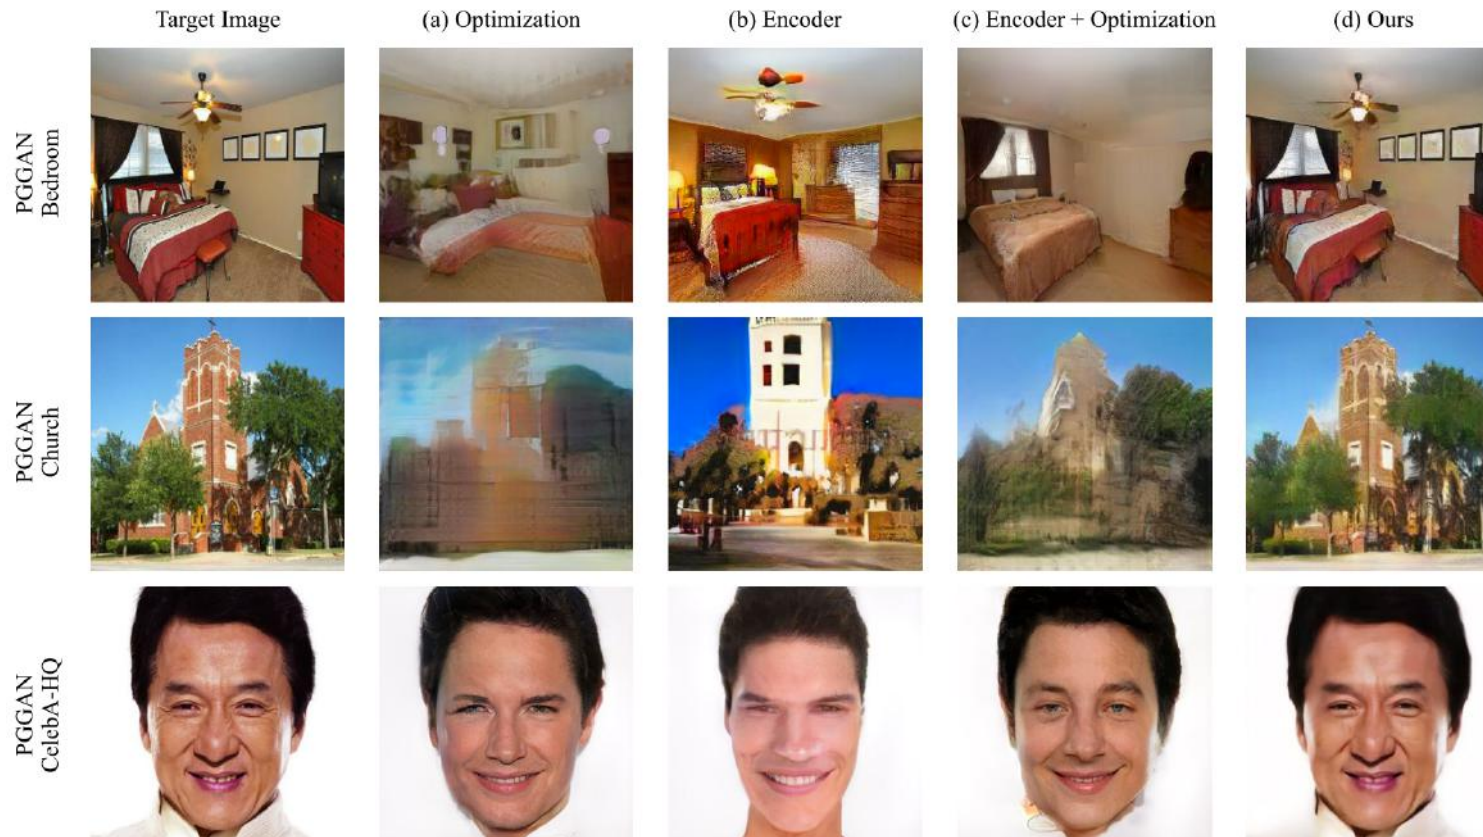 Target Image
(a) Optimization
(b) Encoder
(c) Encoder + Optimization
(d) Ours
PGGAN
Bedroom
PGGAN
Church
PGGAN
CelebA-HQ